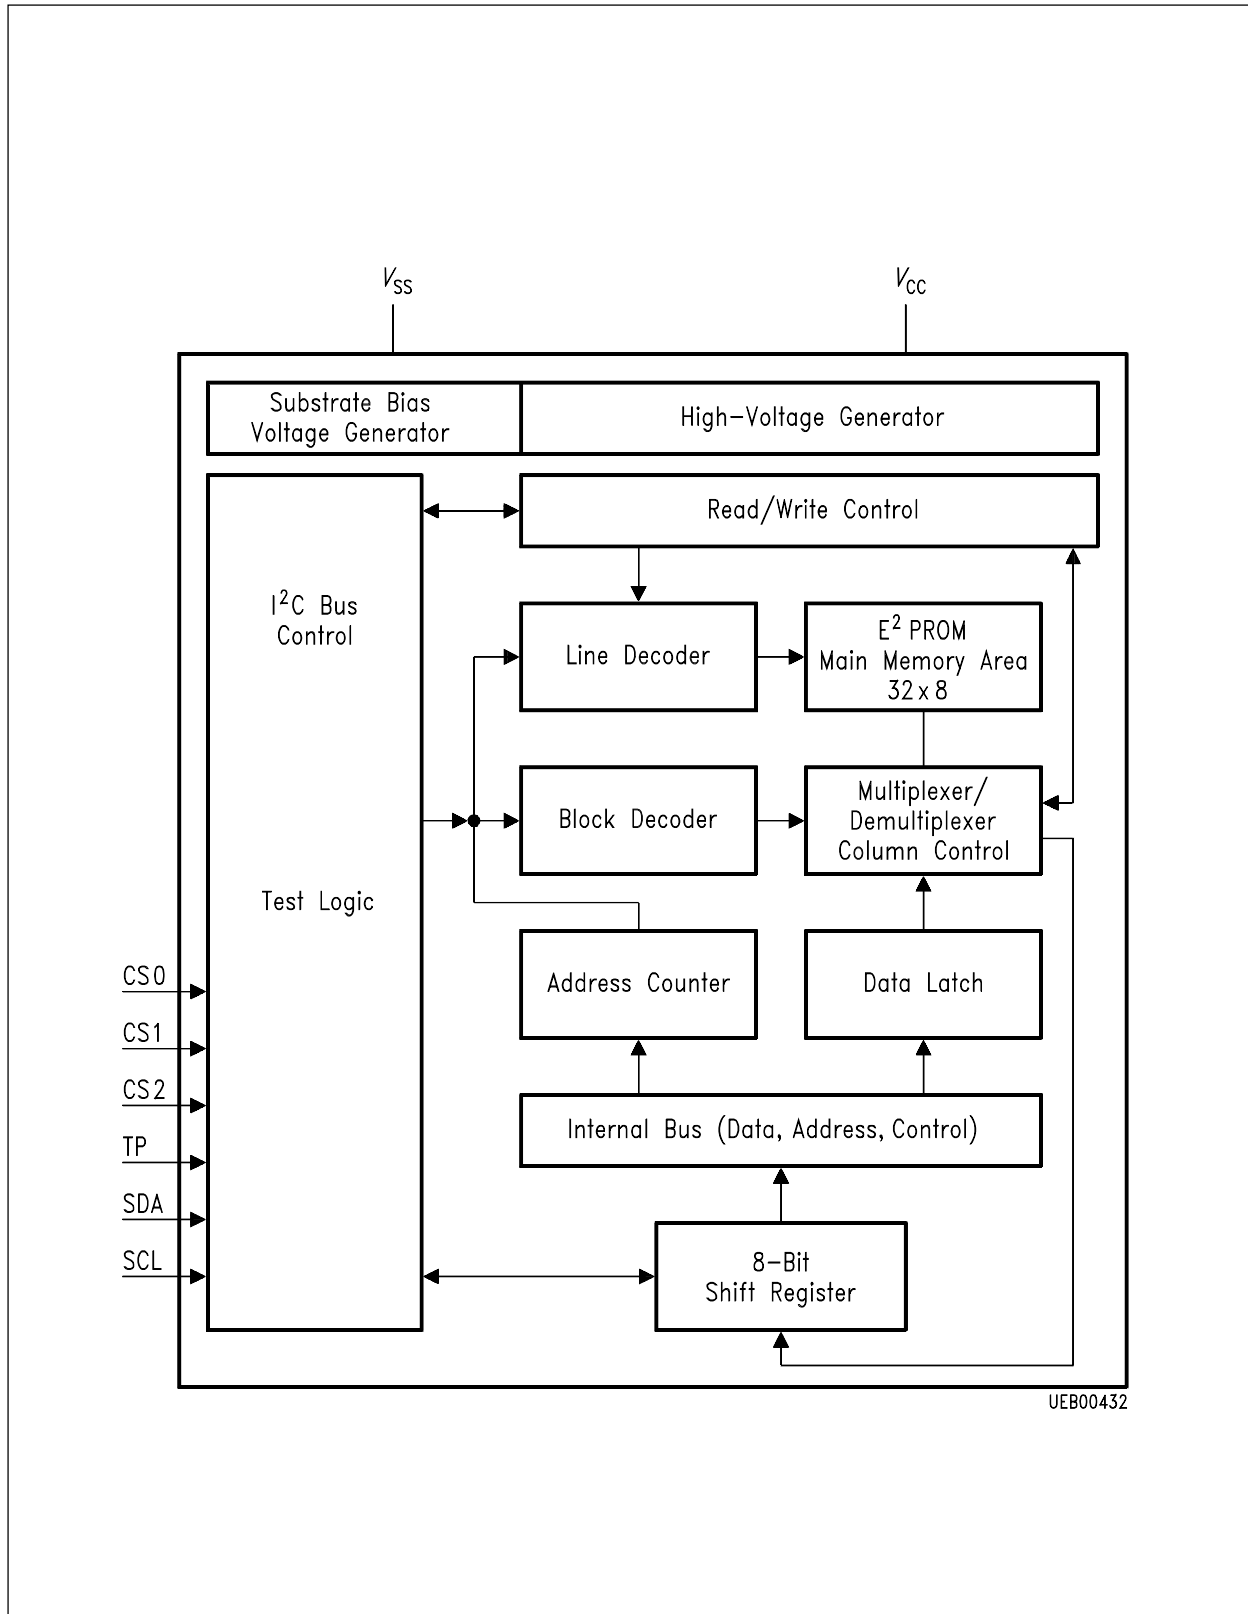 V_SS
V_CC
Substrate Bias
Voltage Generator
High-Voltage Generator
Read/Write Control
I²C Bus
Control
Line Decoder
E² PROM
Main Memory Area
32 x 8
Block Decoder
Multiplexer/
Demultiplexer
Column Control
Test Logic
Address Counter
Data Latch
CS0
CS1
CS2
TP
SDA
SCL
Internal Bus (Data, Address, Control)
8-Bit
Shift Register
UEB00432